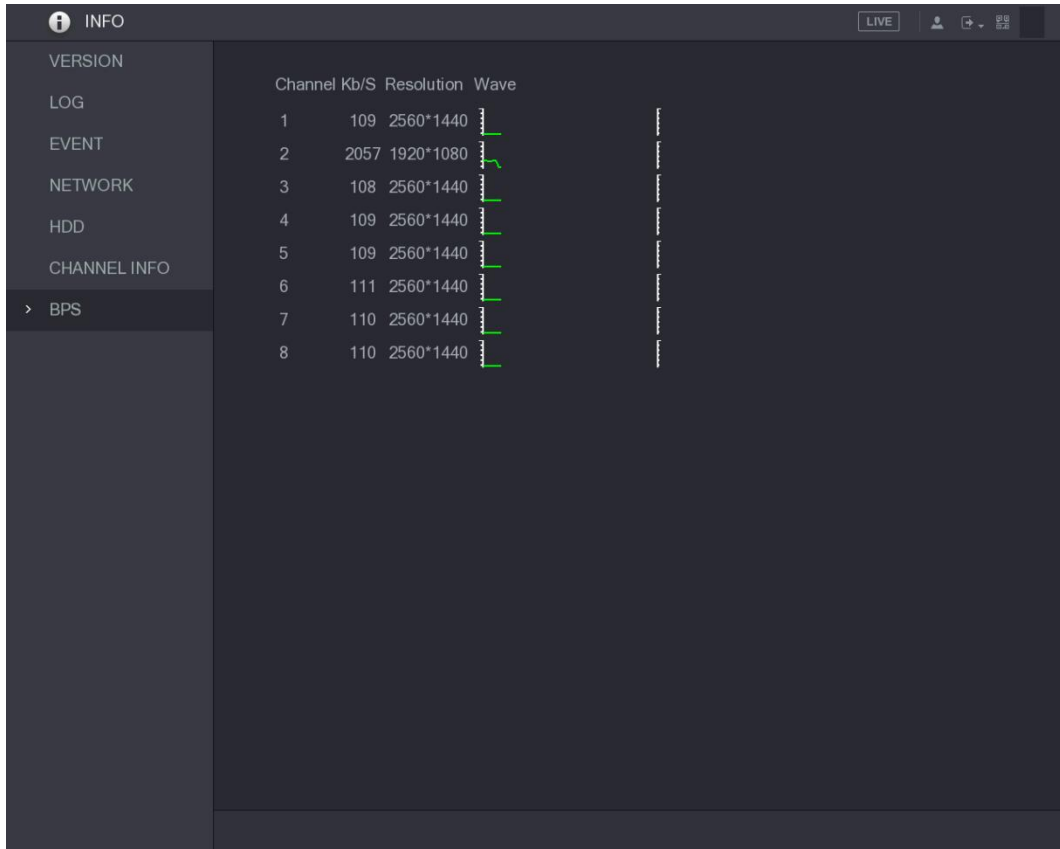 INFO
LIVE
VERSION
LOG
EVENT
NETWORK
HDD
CHANNEL INFO
> BPS
Channel Kb/S Resolution Wave
1 109 2560*1440
2 2057 1920*1080
3 108 2560*1440
4 109 2560*1440
5 109 2560*1440
6 111 2560*1440
7 110 2560*1440
8 110 2560*1440